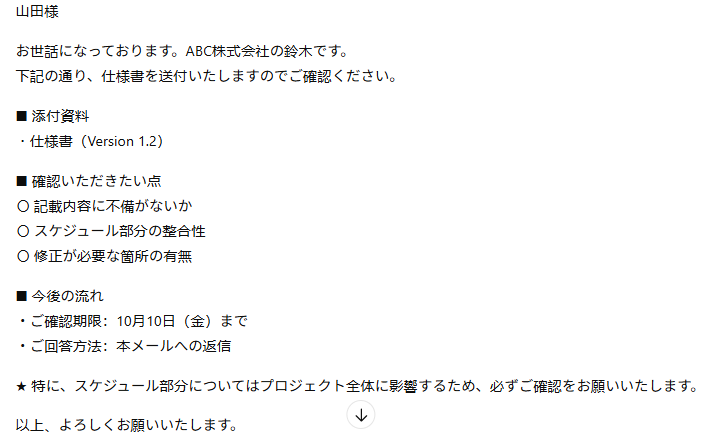 山田様
お世話になっております。ABC株式会社の鈴木です。
下記の通り、仕様書を送付いたしますのでご確認ください。
■ 添付資料
・仕様書（Version 1.2）
■ 確認いただきたい点
〇 記載内容に不備がないか
〇 スケジュール部分の整合性
〇 修正が必要な箇所の有無
■ 今後の流れ
・ご確認期限：10月10日（金）まで
・ご回答方法：本メールへの返信
★ 特に、スケジュール部分についてはプロジェクト全体に影響するため、必ずご確認をお願いいたします。
以上、よろしくお願いいたします。